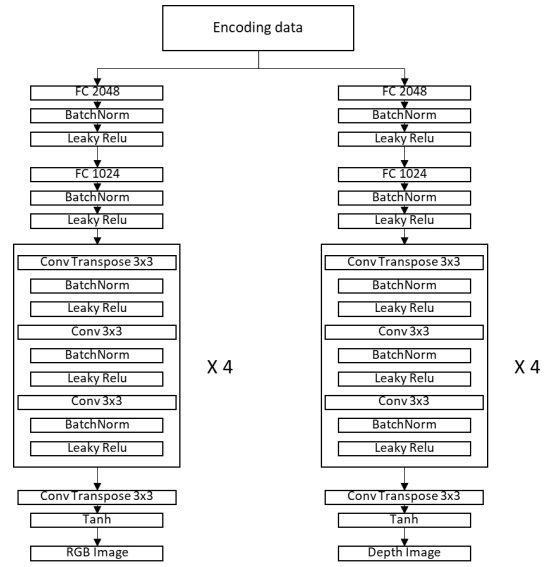 Encoding data
FC 2048
BatchNorm
Leaky Relu
FC 1024
BatchNorm
Leaky Relu
Conv Transpose 3x3
BatchNorm
Leaky Relu
Conv 3x3
BatchNorm
Leaky Relu
Conv 3x3
BatchNorm
Leaky Relu
X 4
Conv Transpose 3x3
Tanh
RGB Image
FC 2048
BatchNorm
Leaky Relu
FC 1024
BatchNorm
Leaky Relu
Conv Transpose 3x3
BatchNorm
Leaky Relu
Conv 3x3
BatchNorm
Leaky Relu
Conv 3x3
BatchNorm
Leaky Relu
X 4
Conv Transpose 3x3
Tanh
Depth Image